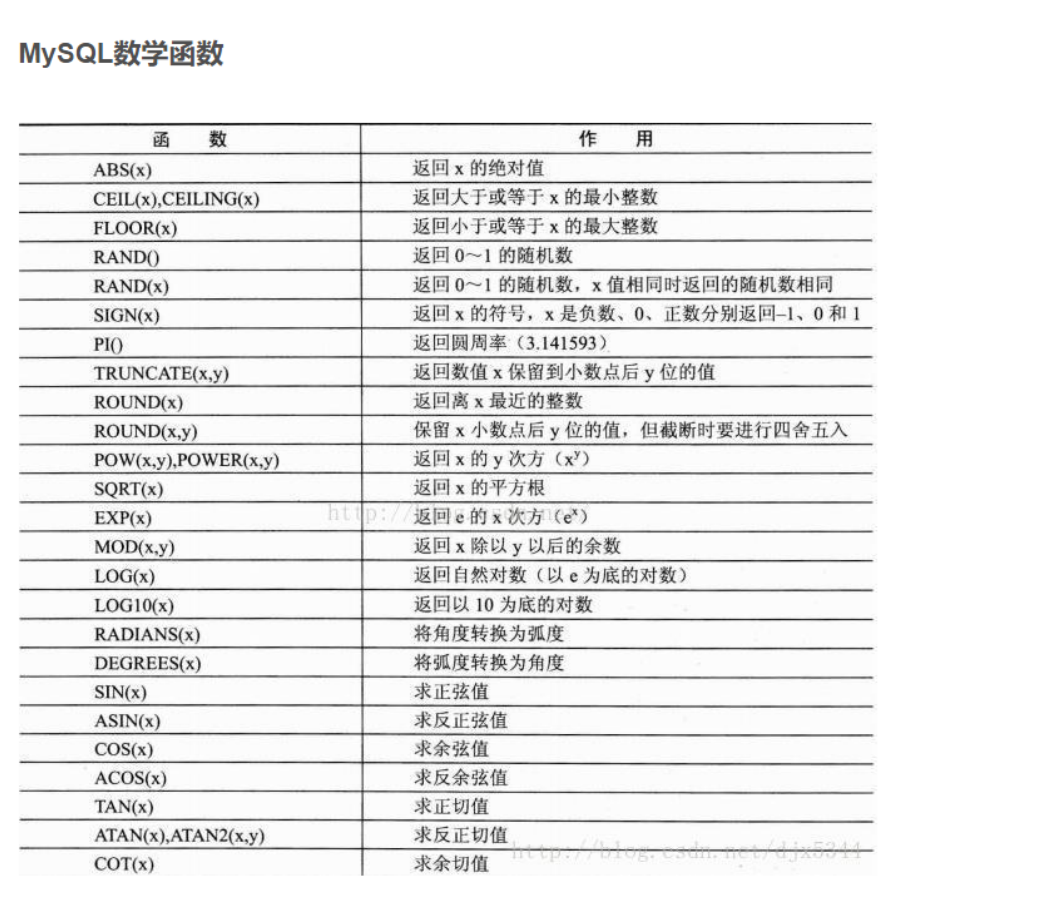 MySQL数学函数
函 数 作 用
ABS(x) 返回 x 的绝对值
CEIL(x),CEILING(x) 返回大于或等于 x 的最小整数
FLOOR(x) 返回小于或等于 x 的最大整数
RAND() 返回 0～1 的随机数
RAND(x) 返回 0～1 的随机数，x 值相同时返回的随机数相同
SIGN(x) 返回 x 的符号，x 是负数、0、正数分别返回–1、0 和 1
PI() 返回圆周率（3.141593）
TRUNCATE(x,y) 返回数值 x 保留到小数点后 y 位的值
ROUND(x) 返回离 x 最近的整数
ROUND(x,y) 保留 x 小数点后 y 位的值，但截断时要进行四舍五入
POW(x,y),POWER(x,y) 返回 x 的 y 次方（xʸ）
SQRT(x) 返回 x 的平方根
EXP(x) 返回 e 的 x 次方（eˣ）
MOD(x,y) 返回 x 除以 y 以后的余数
LOG(x) 返回自然对数（以 e 为底的对数）
LOG10(x) 返回以 10 为底的对数
RADIANS(x) 将角度转换为弧度
DEGREES(x) 将弧度转换为角度
SIN(x) 求正弦值
ASIN(x) 求反正弦值
COS(x) 求余弦值
ACOS(x) 求反余弦值
TAN(x) 求正切值
ATAN(x),ATAN2(x,y) 求反正切值
http://blog.csdn.net/djx5344
COT(x) 求余切值